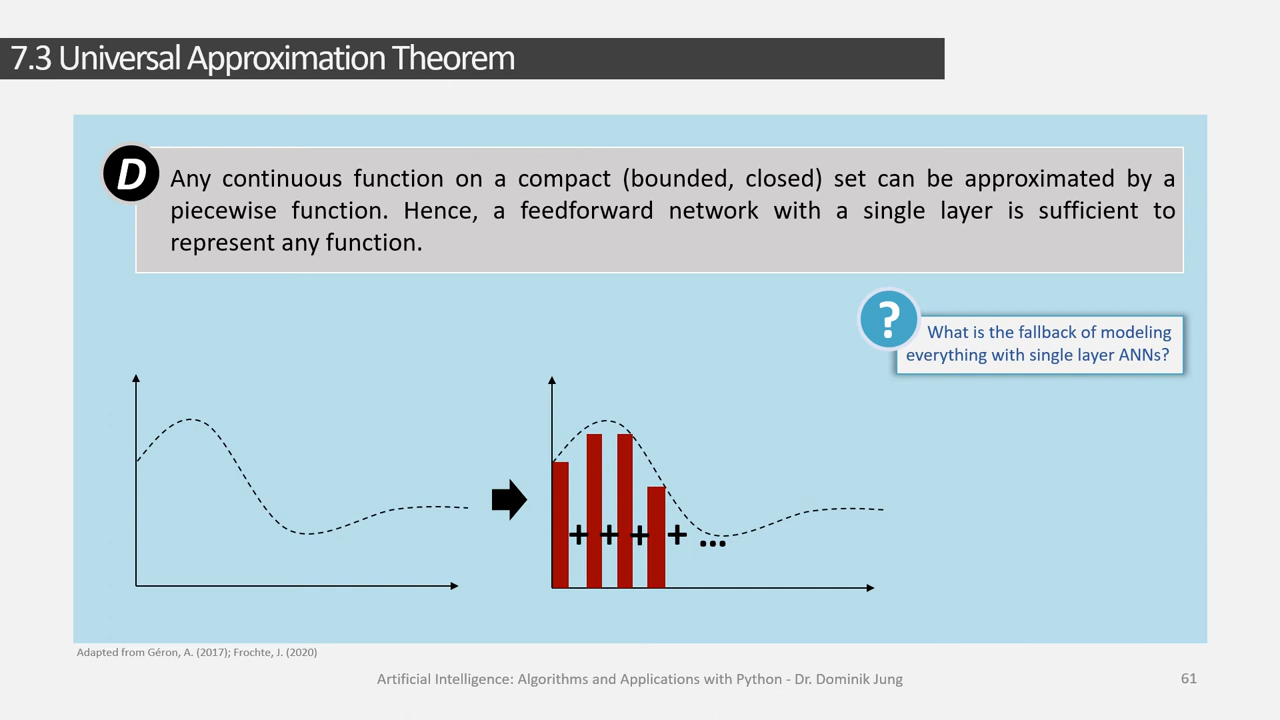 7.3 Universal Approximation Theorem
D
Any continuous function on a compact (bounded, closed) set can be approximated by a
piecewise function. Hence, a feedforward network with a single layer is sufficient to
represent any function.
?
What is the fallback of modeling
everything with single layer ANNs?
+ + + + ...
Adapted from Géron, A. (2017); Frochte, J. (2020)
Artificial Intelligence: Algorithms and Applications with Python - Dr. Dominik Jung
61